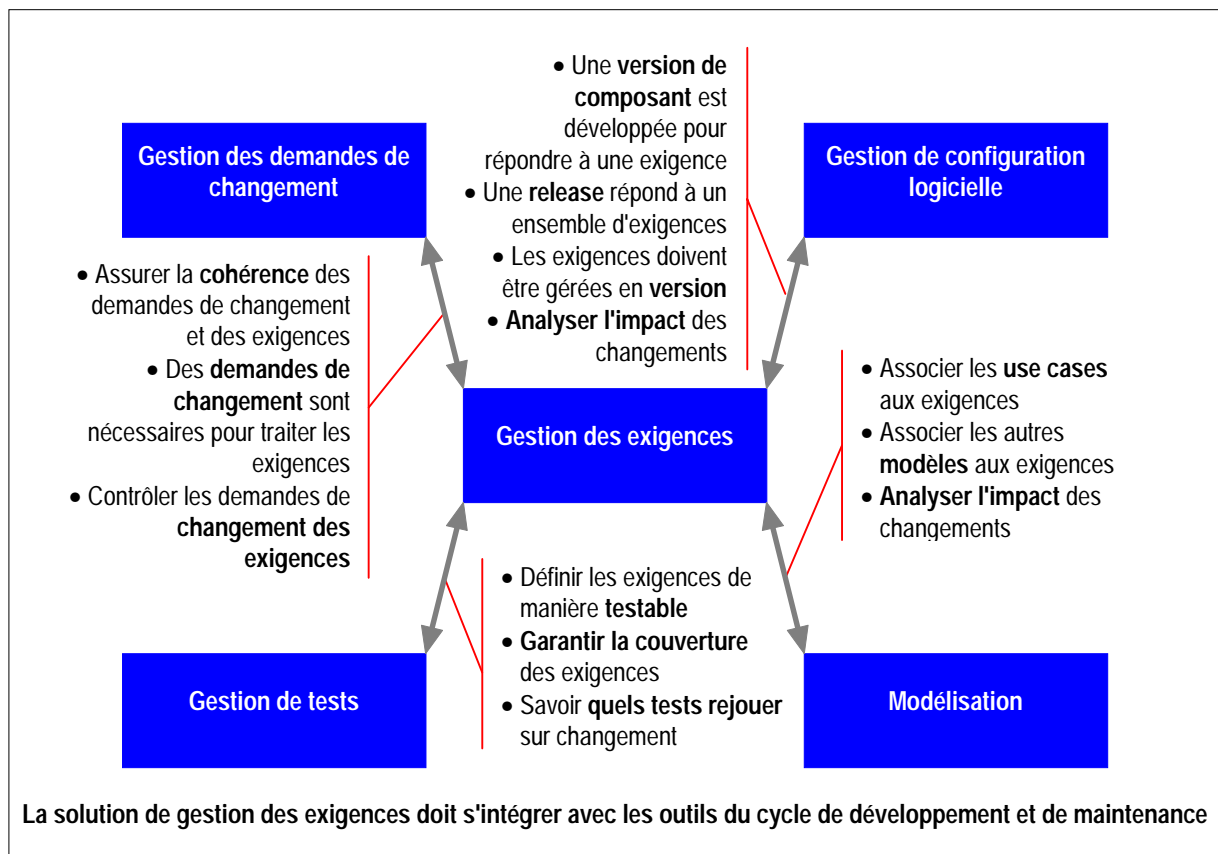 • Une version de
composant est
développée pour
répondre à une exigence
• Une release répond à un
ensemble d'exigences
• Les exigences doivent
être gérées en version
• Analyser l'impact des
changements
Gestion des demandes de
changement
Gestion de configuration
logicielle
• Assurer la cohérence des
demandes de changement
et des exigences
• Des demandes de
changement sont
nécessaires pour traiter les
exigences
• Contrôler les demandes de
changement des
exigences
Gestion des exigences
• Associer les use cases
aux exigences
• Associer les autres
modèles aux exigences
• Analyser l'impact des
changements
• Définir les exigences de
manière testable
• Garantir la couverture
des exigences
• Savoir quels tests rejouer
sur changement
Gestion de tests
Modélisation
La solution de gestion des exigences doit s'intégrer avec les outils du cycle de développement et de maintenance